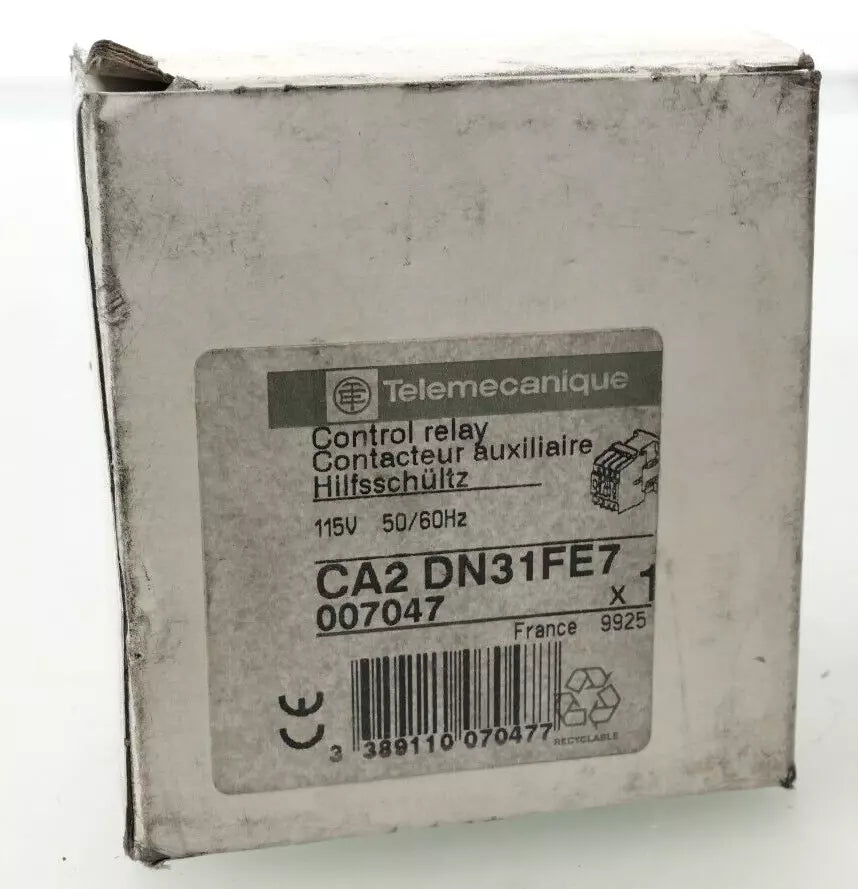 Telemecanique
Control relay
Contacteur auxiliaire
Hilfsschültz
115V 50/60Hz
CA2 DN31FE7
007047 x 1
France 9925
CE
3 389110 070477
RECYCLABLE